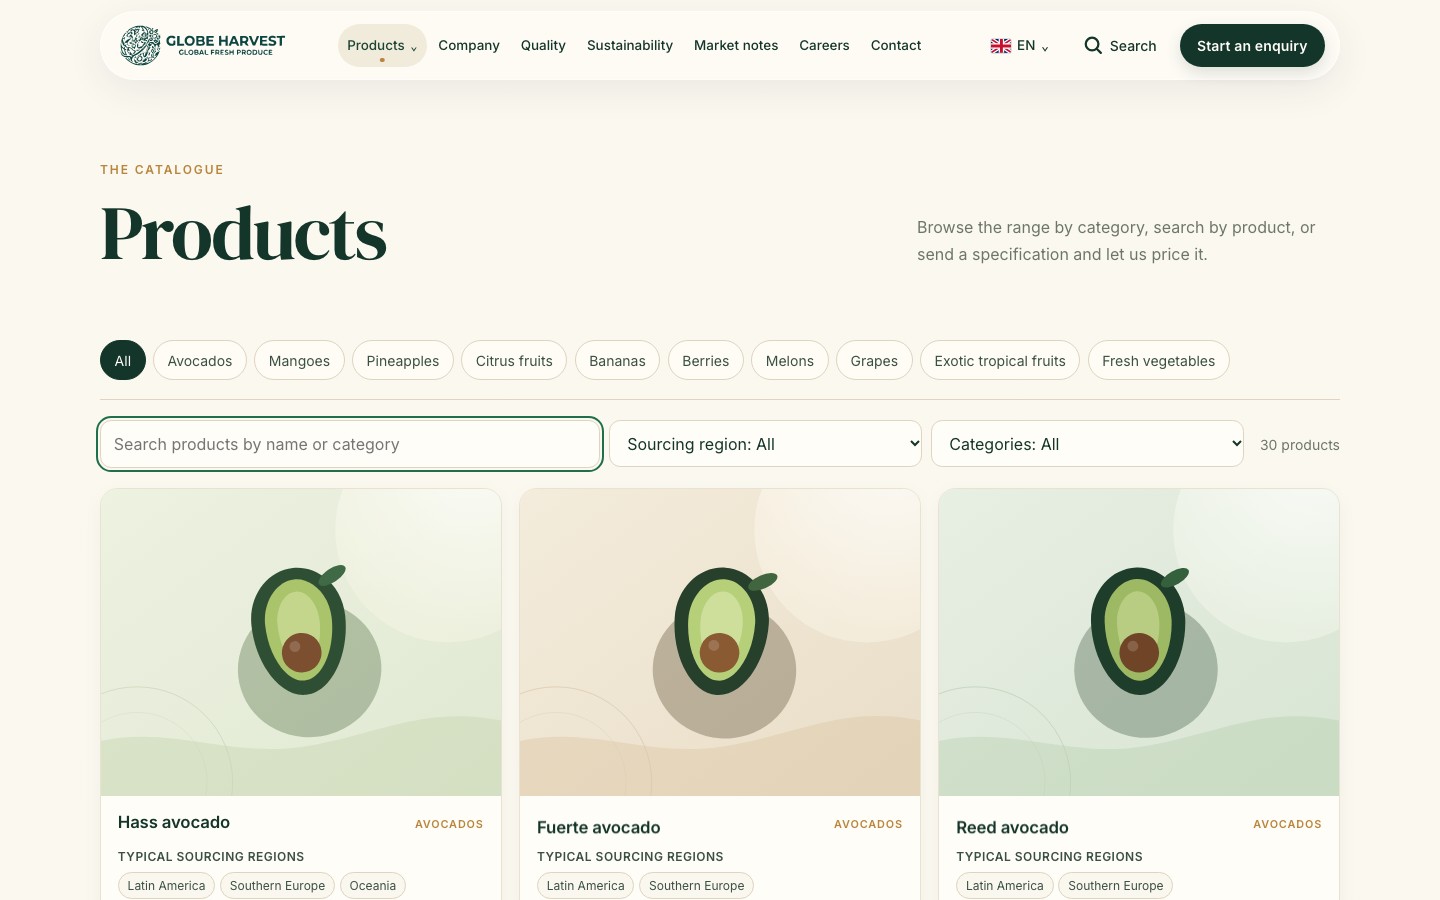 GLOBE HARVEST
GLOBAL FRESH PRODUCE
Products
Company
Quality
Sustainability
Market notes
Careers
Contact
EN
Search
Start an enquiry
THE CATALOGUE
Products
Browse the range by category, search by product, or
send a specification and let us price it.
All
Avocados
Mangoes
Pineapples
Citrus fruits
Bananas
Berries
Melons
Grapes
Exotic tropical fruits
Fresh vegetables
Search products by name or category
Sourcing region: All
Categories: All
30 products
Hass avocado
AVOCADOS
TYPICAL SOURCING REGIONS
Latin America
Southern Europe
Oceania
Fuerte avocado
AVOCADOS
TYPICAL SOURCING REGIONS
Latin America
Southern Europe
Reed avocado
AVOCADOS
TYPICAL SOURCING REGIONS
Latin America
Southern Europe